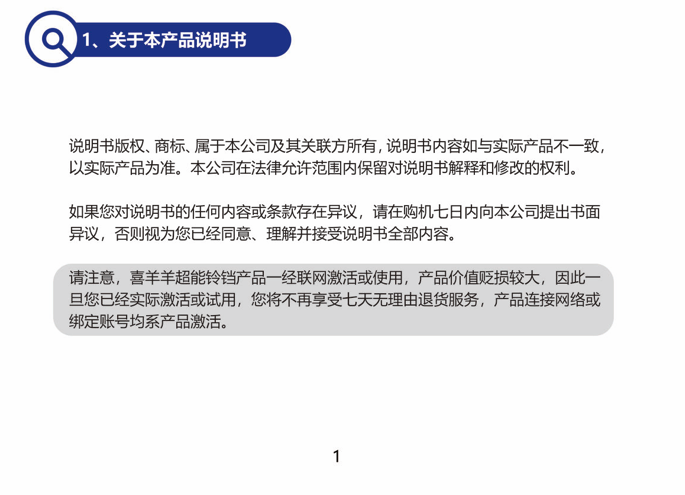 1、关于本产品说明书
说明书版权、商标、属于本公司及其关联方所有，说明书内容如与实际产品不一致，
以实际产品为准。本公司在法律允许范围内保留对说明书解释和修改的权利。
如果您对说明书的任何内容或条款存在异议，请在购机七日内向本公司提出书面
异议，否则视为您已经同意、理解并接受说明书全部内容。
请注意，喜羊羊超能铃铛产品一经联网激活或使用，产品价值贬损较大，因此一
旦您已经实际激活或试用，您将不再享受七天无理由退货服务，产品连接网络或
绑定账号均系产品激活。
1